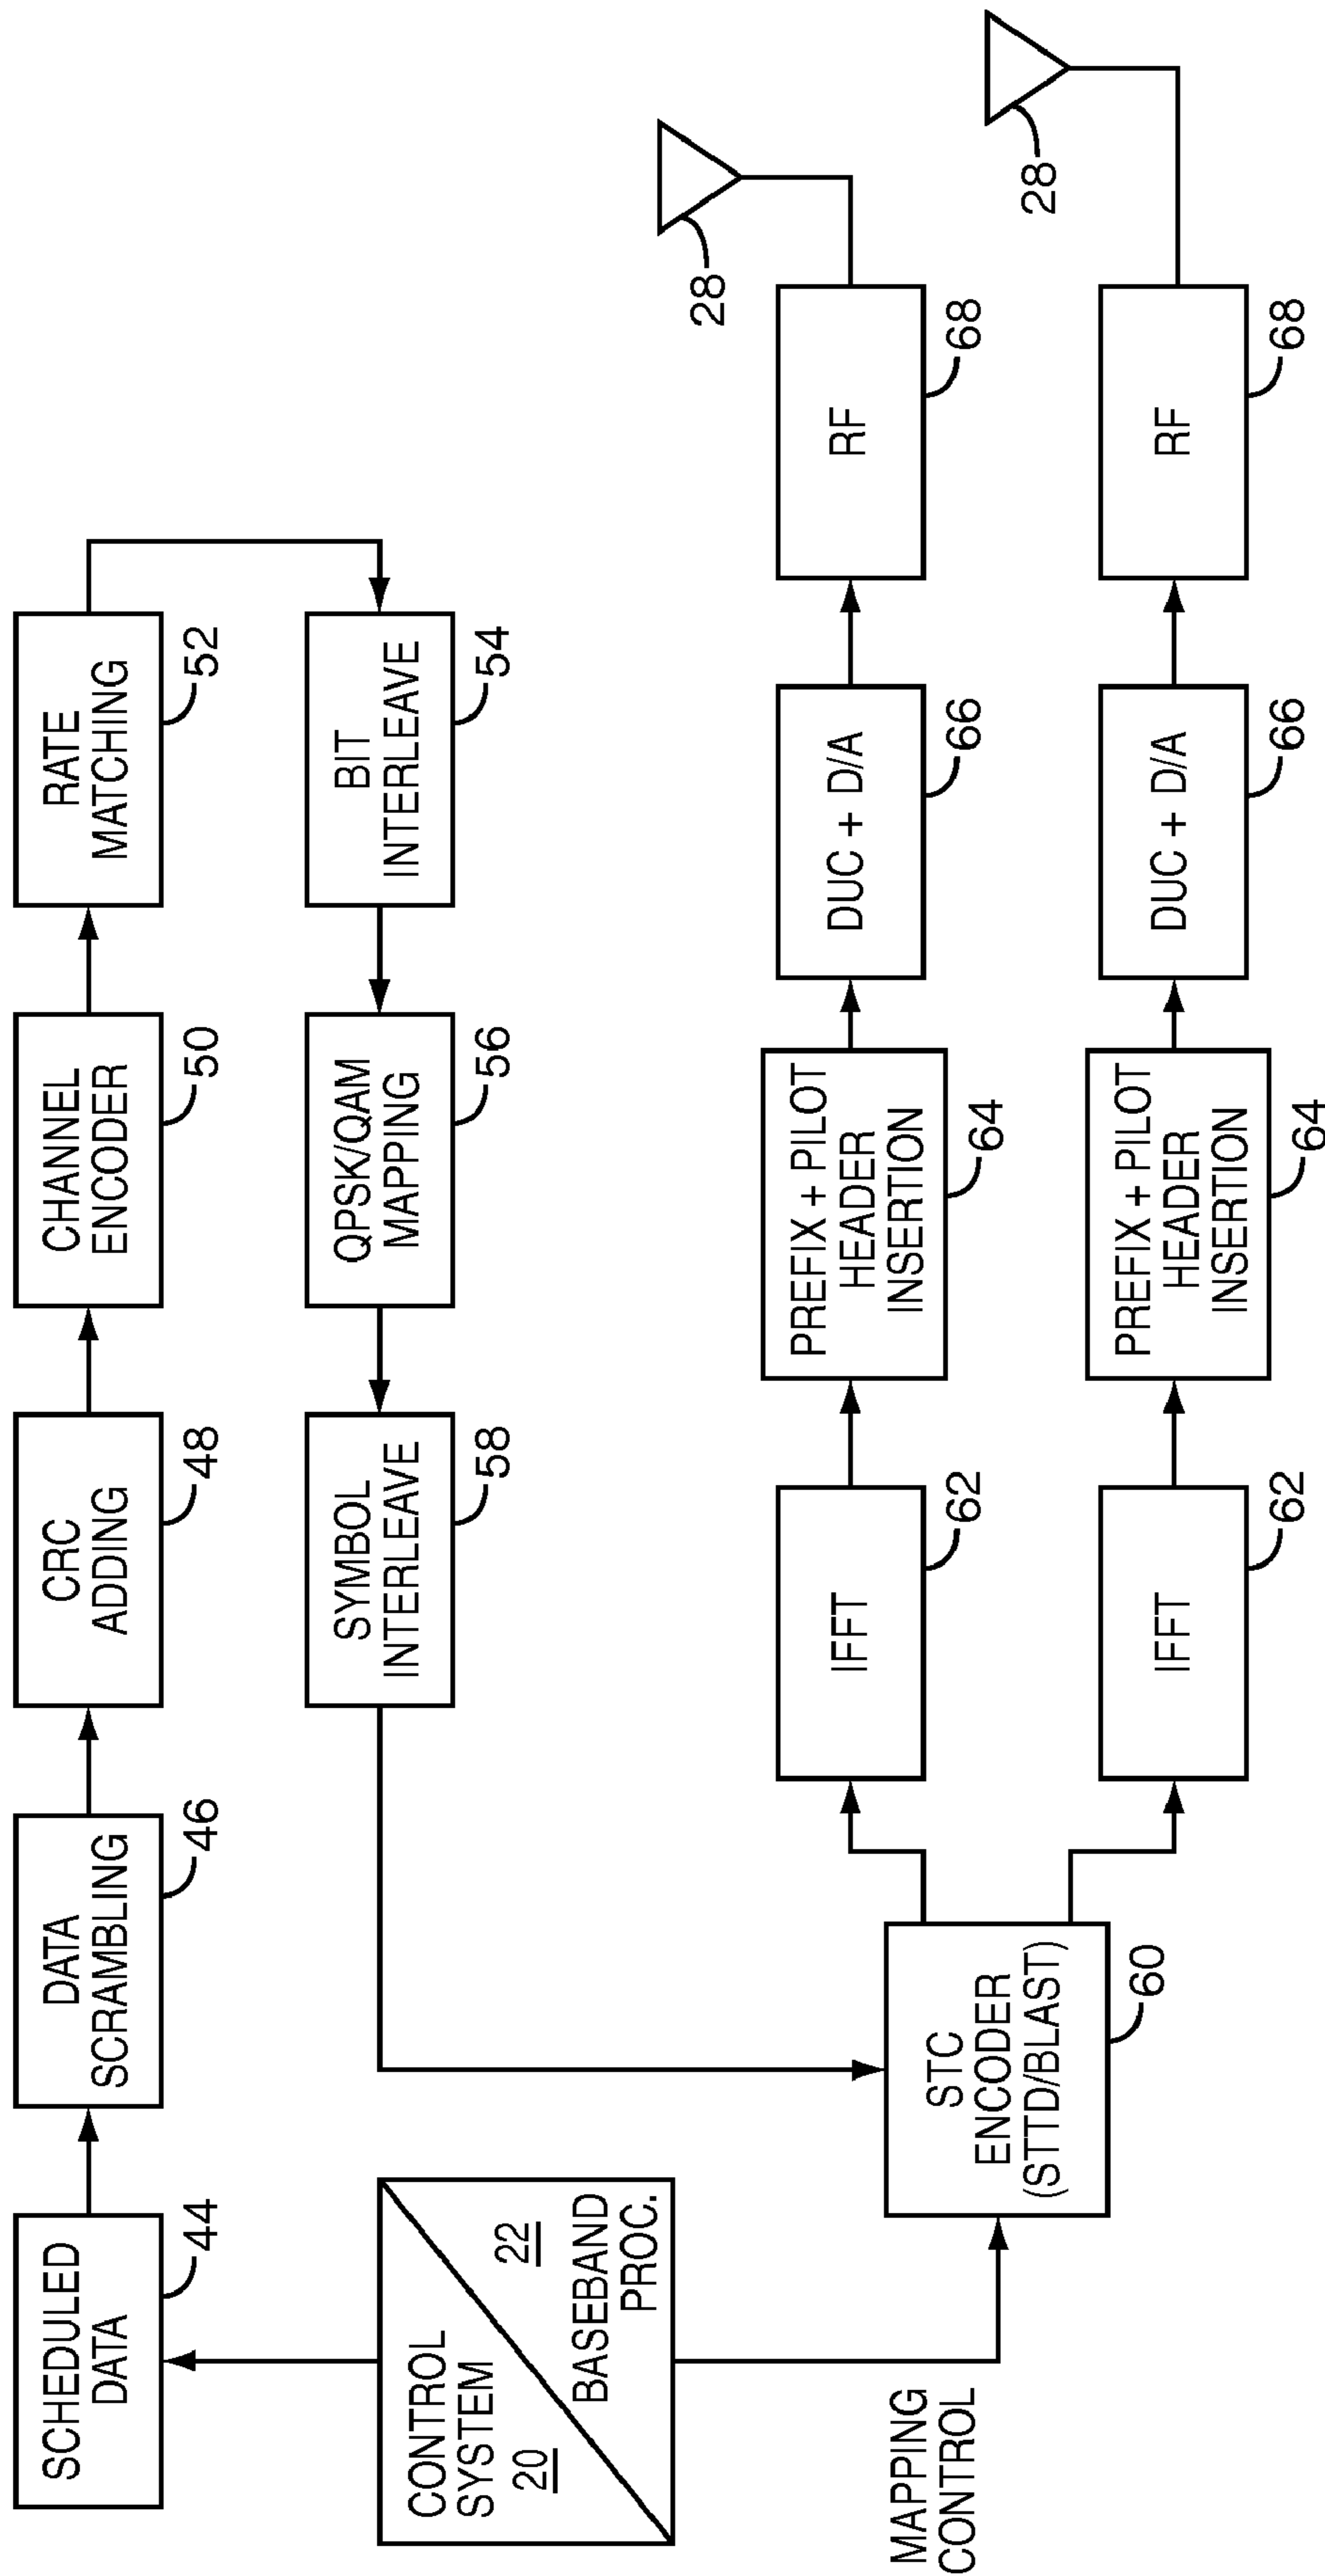 SCHEDULED
DATA
44
DATA
SCRAMBLING
46
CRC
ADDING
48
CHANNEL
ENCODER
50
RATE
MATCHING
52
BIT
INTERLEAVE
54
QPSK/QAM
MAPPING
56
SYMBOL
INTERLEAVE
58
CONTROL
SYSTEM
20
22
BASEBAND
PROC.
MAPPING
CONTROL
STC
ENCODER
(STTD/BLAST)
60
IFFT
62
PREFIX + PILOT
HEADER
INSERTION
64
DUC + D/A
66
RF
68
28
IFFT
62
PREFIX + PILOT
HEADER
INSERTION
64
DUC + D/A
66
RF
68
28